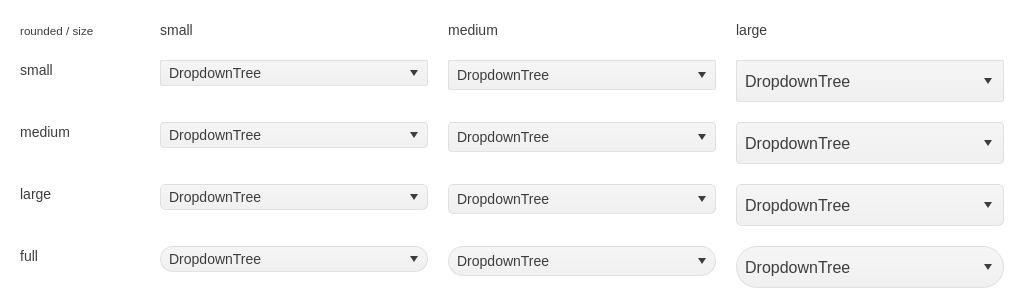 rounded / size small medium large
small DropdownTree DropdownTree DropdownTree
medium DropdownTree DropdownTree DropdownTree
large DropdownTree DropdownTree DropdownTree
full DropdownTree DropdownTree DropdownTree